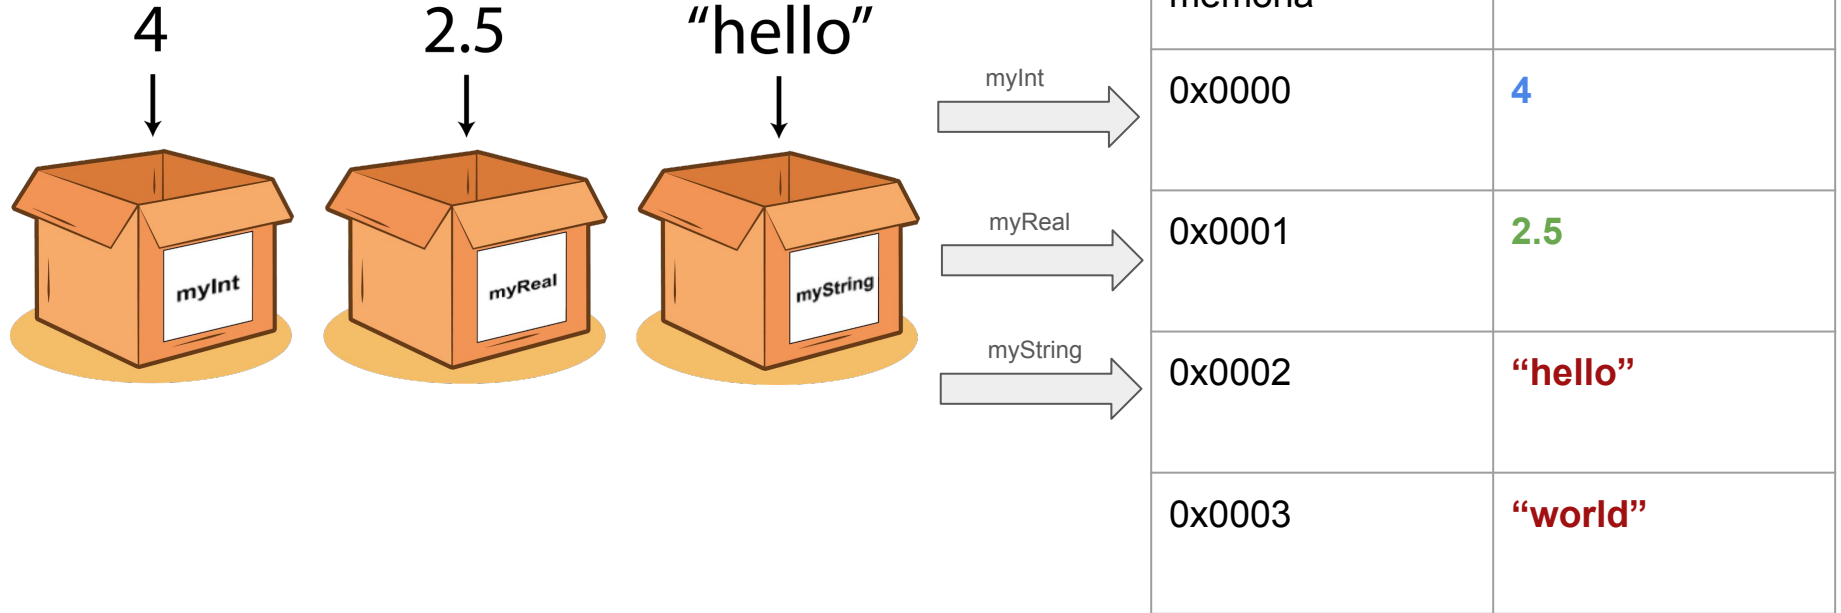 4
2.5
“hello”
myInt
myReal
myString
myInt
myReal
myString
memoria
0x0000 4
0x0001 2.5
0x0002 “hello”
0x0003 “world”